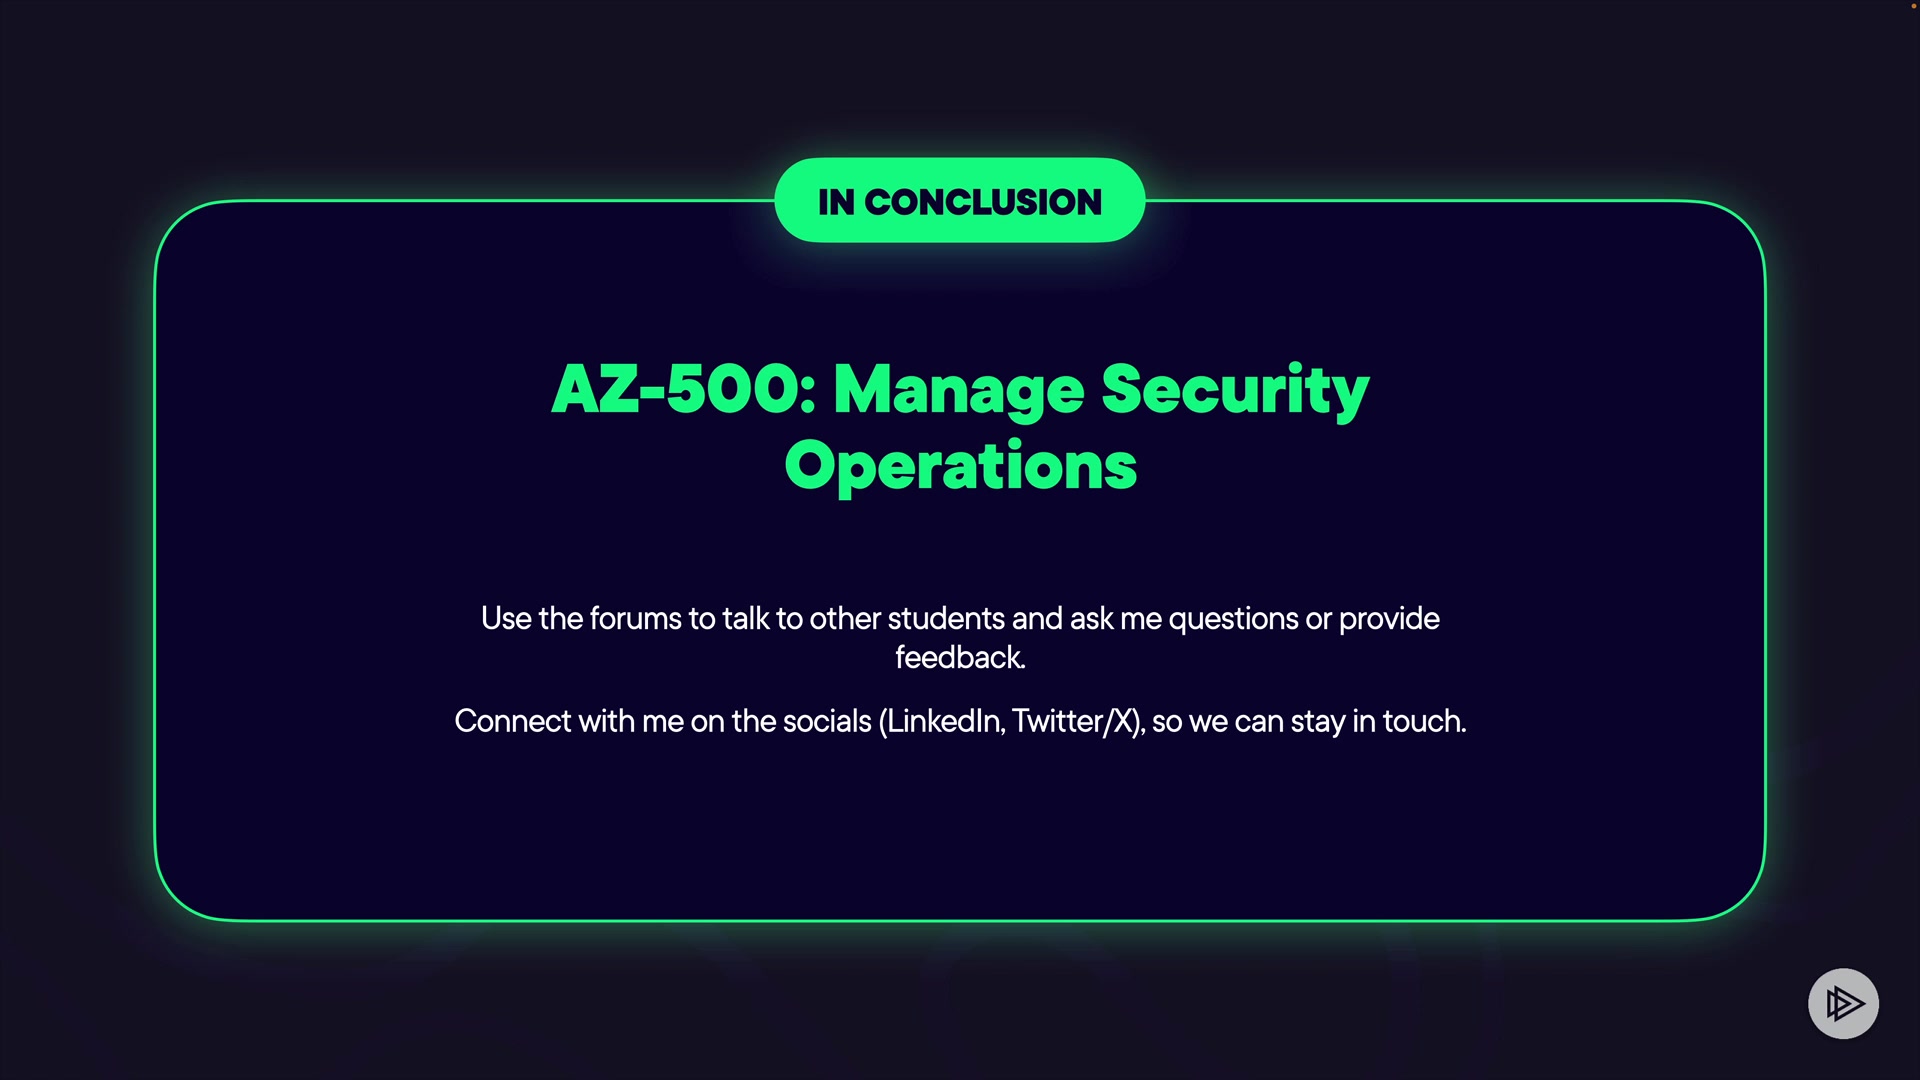 IN CONCLUSION
AZ-500: Manage Security
Operations
Use the forums to talk to other students and ask me questions or provide
feedback.
Connect with me on the socials (LinkedIn, Twitter/X), so we can stay in touch.